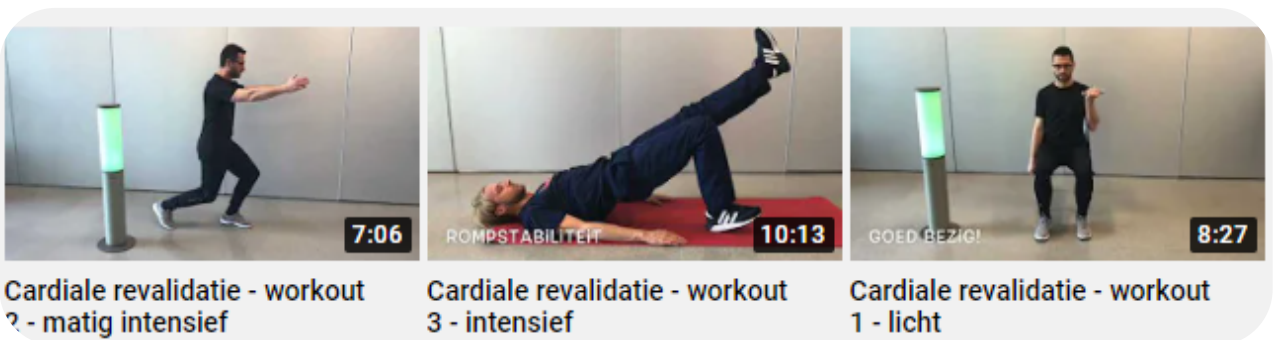 7:06
ROMPSTABILITEIT
10:13
GOED BEZIG!
8:27
Cardiale revalidatie - workout
2 - matig intensief
Cardiale revalidatie - workout
3 - intensief
Cardiale revalidatie - workout
1 - licht